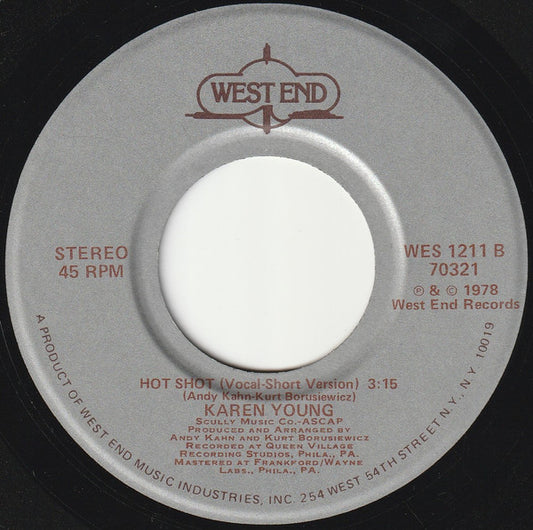 WEST END
STEREO
45 RPM
WES 1211 B
70321
℗ & © 1978
West End Records
HOT SHOT (Vocal-Short Version) 3:15
(Andy Kahn-Kurt Borusiewicz)
KAREN YOUNG
SCULLY MUSIC CO.-ASCAP
PRODUCED AND ARRANGED BY
ANDY KAHN AND KURT BORUSIEWICZ
RECORDED AT QUEEN VILLAGE
RECORDING STUDIOS, PHILA., PA.
MASTERED AT FRANKFORD/WAYNE
LABS., PHILA., PA.
A PRODUCT OF WEST END MUSIC INDUSTRIES, INC. 254 WEST 54TH STREET N.Y., N.Y. 10019